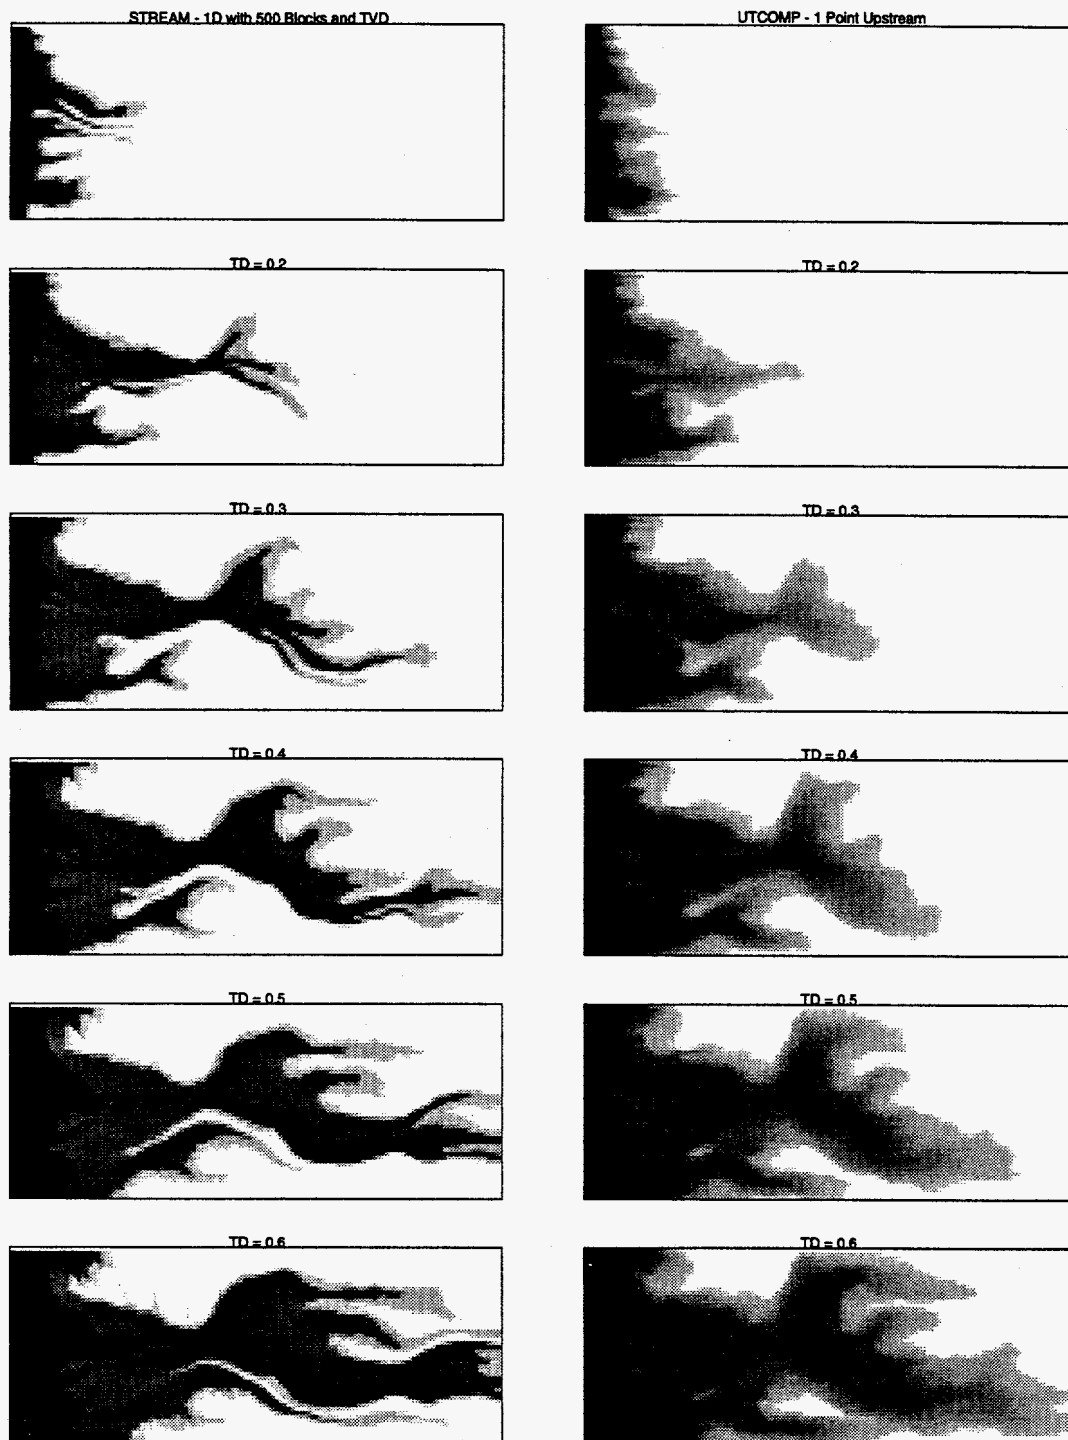 STREAM - 1D with 500 Blocks and TVD
UTCOMP - 1 Point Upstream
TD = 0.2
TD = 0.2
TD = 0.3
TD = 0.3
TD = 0.4
TD = 0.4
TD = 0.5
TD = 0.5
TD = 0.6
TD = 0.6